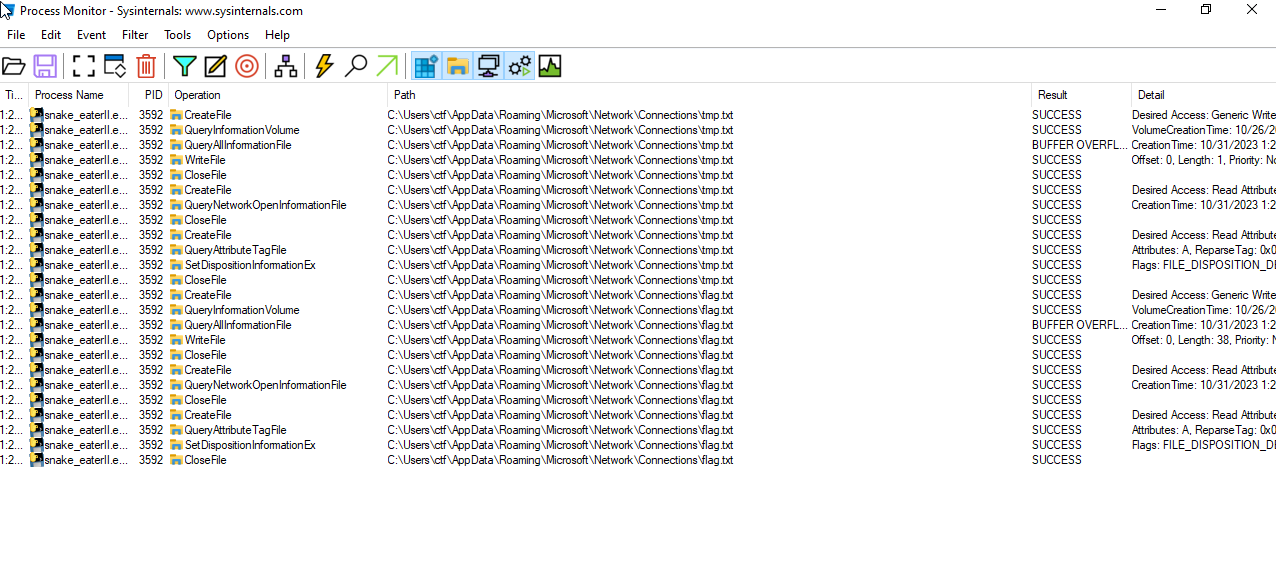 Process Monitor - Sysinternals: www.sysinternals.com
File Edit Event Filter Tools Options Help
Ti... Process Name PID Operation Path Result Detail
1:2... snake_eaterII.e... 3592 CreateFile C:\Users\ctf\AppData\Roaming\Microsoft\Network\Connections\tmp.txt SUCCESS Desired Access: Generic Write
1:2... snake_eaterII.e... 3592 QueryInformationVolume C:\Users\ctf\AppData\Roaming\Microsoft\Network\Connections\tmp.txt SUCCESS VolumeCreationTime: 10/26/20
1:2... snake_eaterII.e... 3592 QueryAllInformationFile C:\Users\ctf\AppData\Roaming\Microsoft\Network\Connections\tmp.txt BUFFER OVERFL... CreationTime: 10/31/2023 1:2
1:2... snake_eaterII.e... 3592 WriteFile C:\Users\ctf\AppData\Roaming\Microsoft\Network\Connections\tmp.txt SUCCESS Offset: 0, Length: 1, Priority: No
1:2... snake_eaterII.e... 3592 CloseFile C:\Users\ctf\AppData\Roaming\Microsoft\Network\Connections\tmp.txt SUCCESS
1:2... snake_eaterII.e... 3592 CreateFile C:\Users\ctf\AppData\Roaming\Microsoft\Network\Connections\tmp.txt SUCCESS Desired Access: Read Attribute
1:2... snake_eaterII.e... 3592 QueryNetworkOpenInformationFile C:\Users\ctf\AppData\Roaming\Microsoft\Network\Connections\tmp.txt SUCCESS CreationTime: 10/31/2023 1:2
1:2... snake_eaterII.e... 3592 CloseFile C:\Users\ctf\AppData\Roaming\Microsoft\Network\Connections\tmp.txt SUCCESS
1:2... snake_eaterII.e... 3592 CreateFile C:\Users\ctf\AppData\Roaming\Microsoft\Network\Connections\tmp.txt SUCCESS Desired Access: Read Attribute
1:2... snake_eaterII.e... 3592 QueryAttributeTagFile C:\Users\ctf\AppData\Roaming\Microsoft\Network\Connections\tmp.txt SUCCESS Attributes: A, ReparseTag: 0x0
1:2... snake_eaterII.e... 3592 SetDispositionInformationEx C:\Users\ctf\AppData\Roaming\Microsoft\Network\Connections\tmp.txt SUCCESS Flags: FILE_DISPOSITION_DE
1:2... snake_eaterII.e... 3592 CloseFile C:\Users\ctf\AppData\Roaming\Microsoft\Network\Connections\tmp.txt SUCCESS
1:2... snake_eaterII.e... 3592 CreateFile C:\Users\ctf\AppData\Roaming\Microsoft\Network\Connections\flag.txt SUCCESS Desired Access: Generic Write
1:2... snake_eaterII.e... 3592 QueryInformationVolume C:\Users\ctf\AppData\Roaming\Microsoft\Network\Connections\flag.txt SUCCESS VolumeCreationTime: 10/26/20
1:2... snake_eaterII.e... 3592 QueryAllInformationFile C:\Users\ctf\AppData\Roaming\Microsoft\Network\Connections\flag.txt BUFFER OVERFL... CreationTime: 10/31/2023 1:2
1:2... snake_eaterII.e... 3592 WriteFile C:\Users\ctf\AppData\Roaming\Microsoft\Network\Connections\flag.txt SUCCESS Offset: 0, Length: 38, Priority: N
1:2... snake_eaterII.e... 3592 CloseFile C:\Users\ctf\AppData\Roaming\Microsoft\Network\Connections\flag.txt SUCCESS
1:2... snake_eaterII.e... 3592 CreateFile C:\Users\ctf\AppData\Roaming\Microsoft\Network\Connections\flag.txt SUCCESS Desired Access: Read Attribute
1:2... snake_eaterII.e... 3592 QueryNetworkOpenInformationFile C:\Users\ctf\AppData\Roaming\Microsoft\Network\Connections\flag.txt SUCCESS CreationTime: 10/31/2023 1:2
1:2... snake_eaterII.e... 3592 CloseFile C:\Users\ctf\AppData\Roaming\Microsoft\Network\Connections\flag.txt SUCCESS
1:2... snake_eaterII.e... 3592 CreateFile C:\Users\ctf\AppData\Roaming\Microsoft\Network\Connections\flag.txt SUCCESS Desired Access: Read Attribute
1:2... snake_eaterII.e... 3592 QueryAttributeTagFile C:\Users\ctf\AppData\Roaming\Microsoft\Network\Connections\flag.txt SUCCESS Attributes: A, ReparseTag: 0x0
1:2... snake_eaterII.e... 3592 SetDispositionInformationEx C:\Users\ctf\AppData\Roaming\Microsoft\Network\Connections\flag.txt SUCCESS Flags: FILE_DISPOSITION_DE
1:2... snake_eaterII.e... 3592 CloseFile C:\Users\ctf\AppData\Roaming\Microsoft\Network\Connections\flag.txt SUCCESS